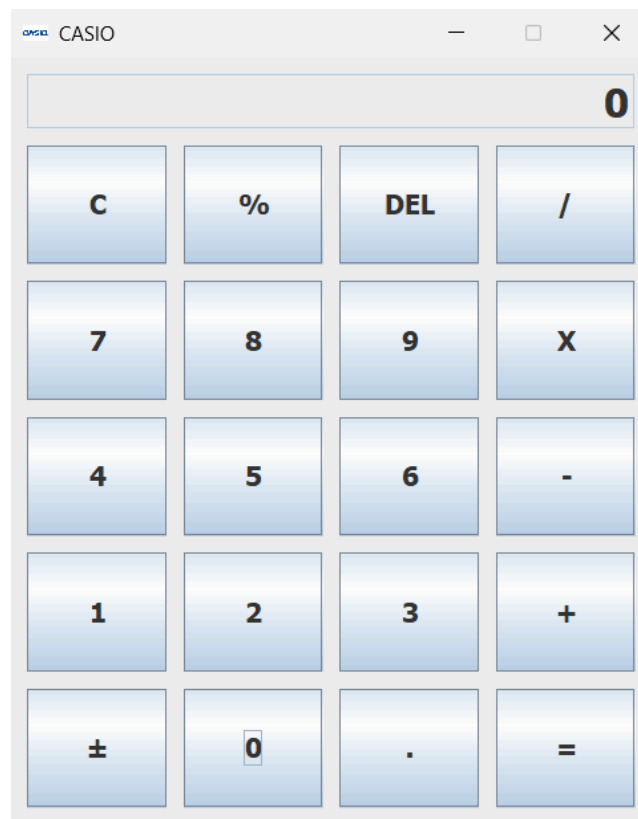 CASIO CASIO
0
C % DEL /
7 8 9 X
4 5 6 -
1 2 3 +
± 0 . =